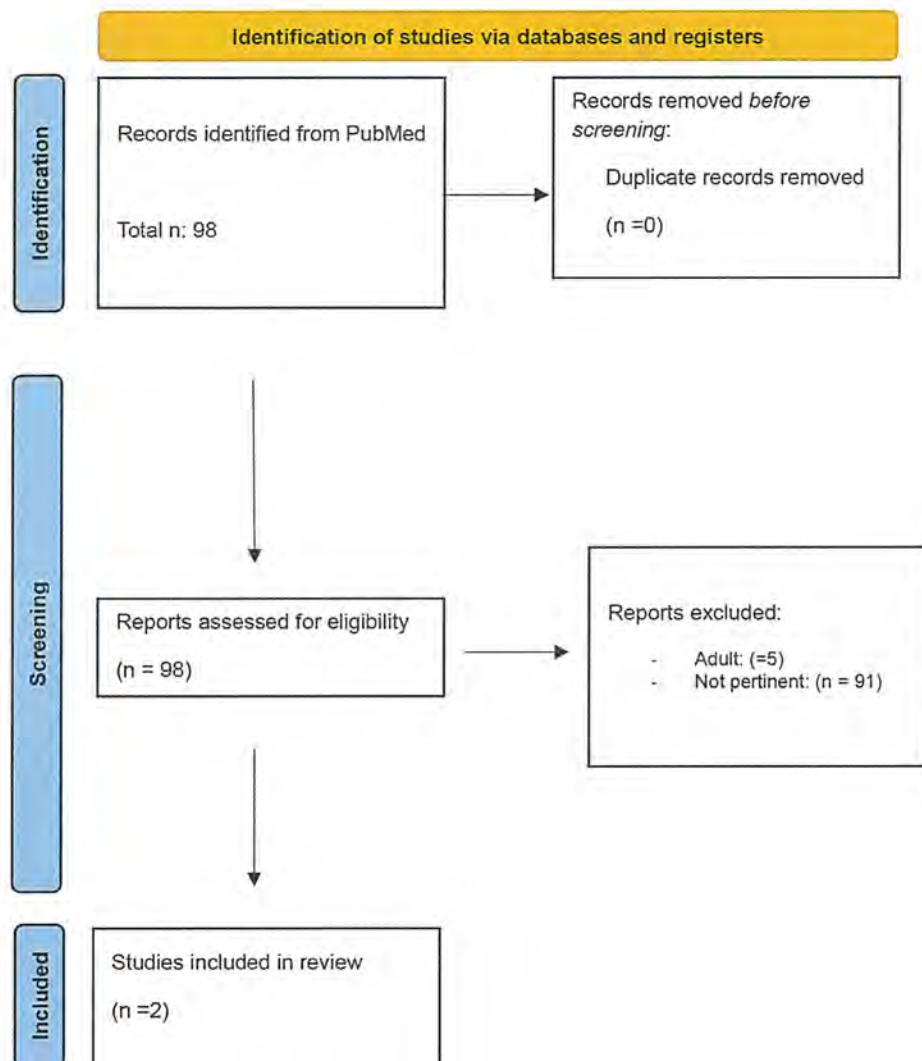 Identification of studies via databases and registers
Identification
Records identified from PubMed
Total n: 98
Records removed before
screening:
Duplicate records removed
(n =0)
Screening
Reports assessed for eligibility
(n = 98)
Reports excluded:
- Adult: (=5)
- Not pertinent: (n = 91)
Included
Studies included in review
(n =2)